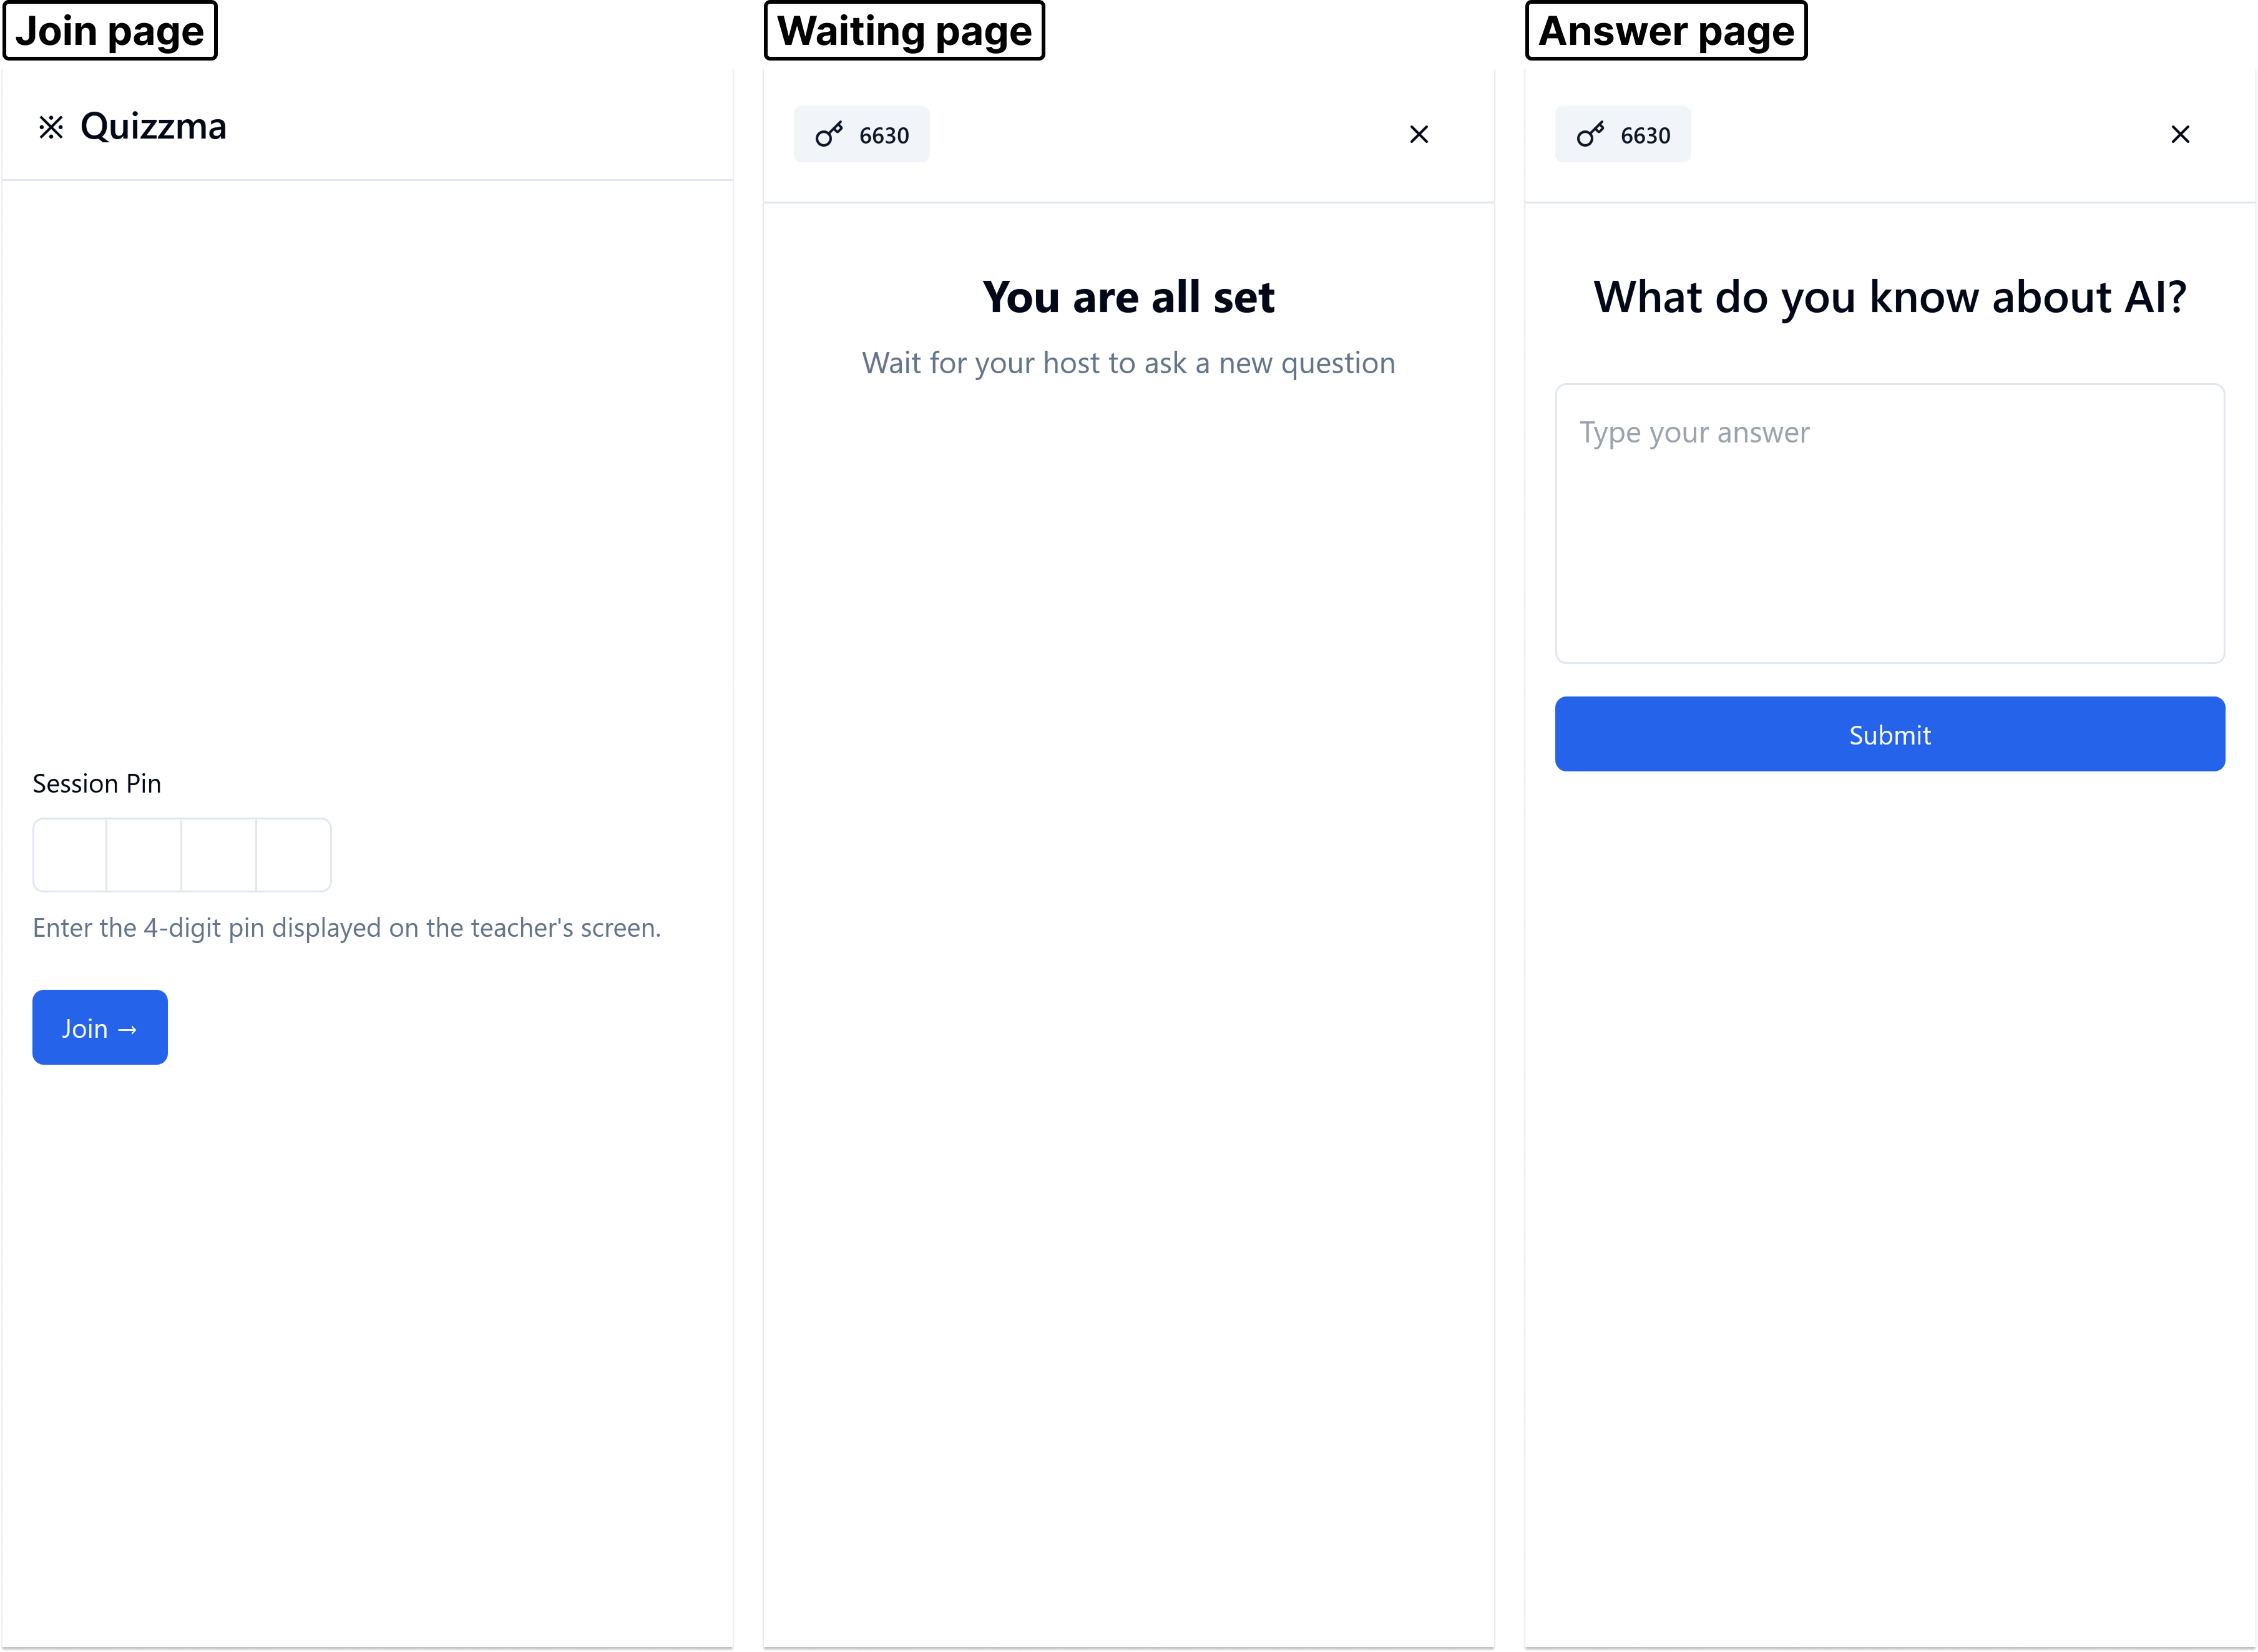 Join page
※ Quizzma
Session Pin
Enter the 4-digit pin displayed on the teacher's screen.
Join →
Waiting page
6630
You are all set
Wait for your host to ask a new question
Answer page
6630
What do you know about AI?
Type your answer
Submit